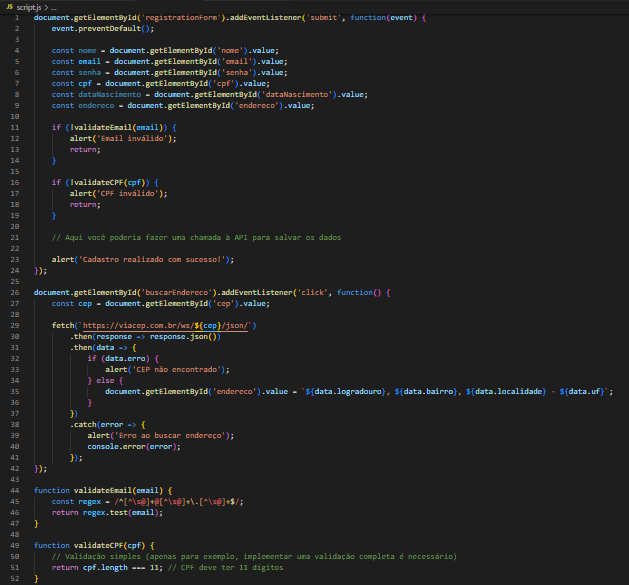 JS script.js > ...
1 document.getElementById('registrationForm').addEventListener('submit', function(event) {
2     event.preventDefault();
3
4     const nome = document.getElementById('nome').value;
5     const email = document.getElementById('email').value;
6     const senha = document.getElementById('senha').value;
7     const cpf = document.getElementById('cpf').value;
8     const dataNascimento = document.getElementById('dataNascimento').value;
9     const endereco = document.getElementById('endereco').value;
10
11     if (!validateEmail(email)) {
12         alert('Email inválido');
13         return;
14     }
15
16     if (!validateCPF(cpf)) {
17         alert('CPF inválido');
18         return;
19     }
20
21     // Aqui você poderia fazer uma chamada à API para salvar os dados
22
23     alert('Cadastro realizado com sucesso!');
24 });
25
26 document.getElementById('buscarEndereco').addEventListener('click', function() {
27     const cep = document.getElementById('cep').value;
28
29     fetch(`https://viacep.com.br/ws/${cep}/json/`)
30         .then(response => response.json())
31         .then(data => {
32             if (data.erro) {
33                 alert('CEP não encontrado');
34             } else {
35                 document.getElementById('endereco').value = `${data.logradouro}, ${data.bairro}, ${data.localidade} - ${data.uf}`;
36             }
37         })
38         .catch(error => {
39             alert('Erro ao buscar endereço');
40             console.error(error);
41         });
42 });
43
44 function validateEmail(email) {
45     const regex = /^[^\s@]+@[^\s@]+\.[^\s@]+$/;
46     return regex.test(email);
47 }
48
49 function validateCPF(cpf) {
50     // Validação simples (apenas para exemplo, implementar uma validação completa é necessário)
51     return cpf.length === 11; // CPF deve ter 11 dígitos
52 }